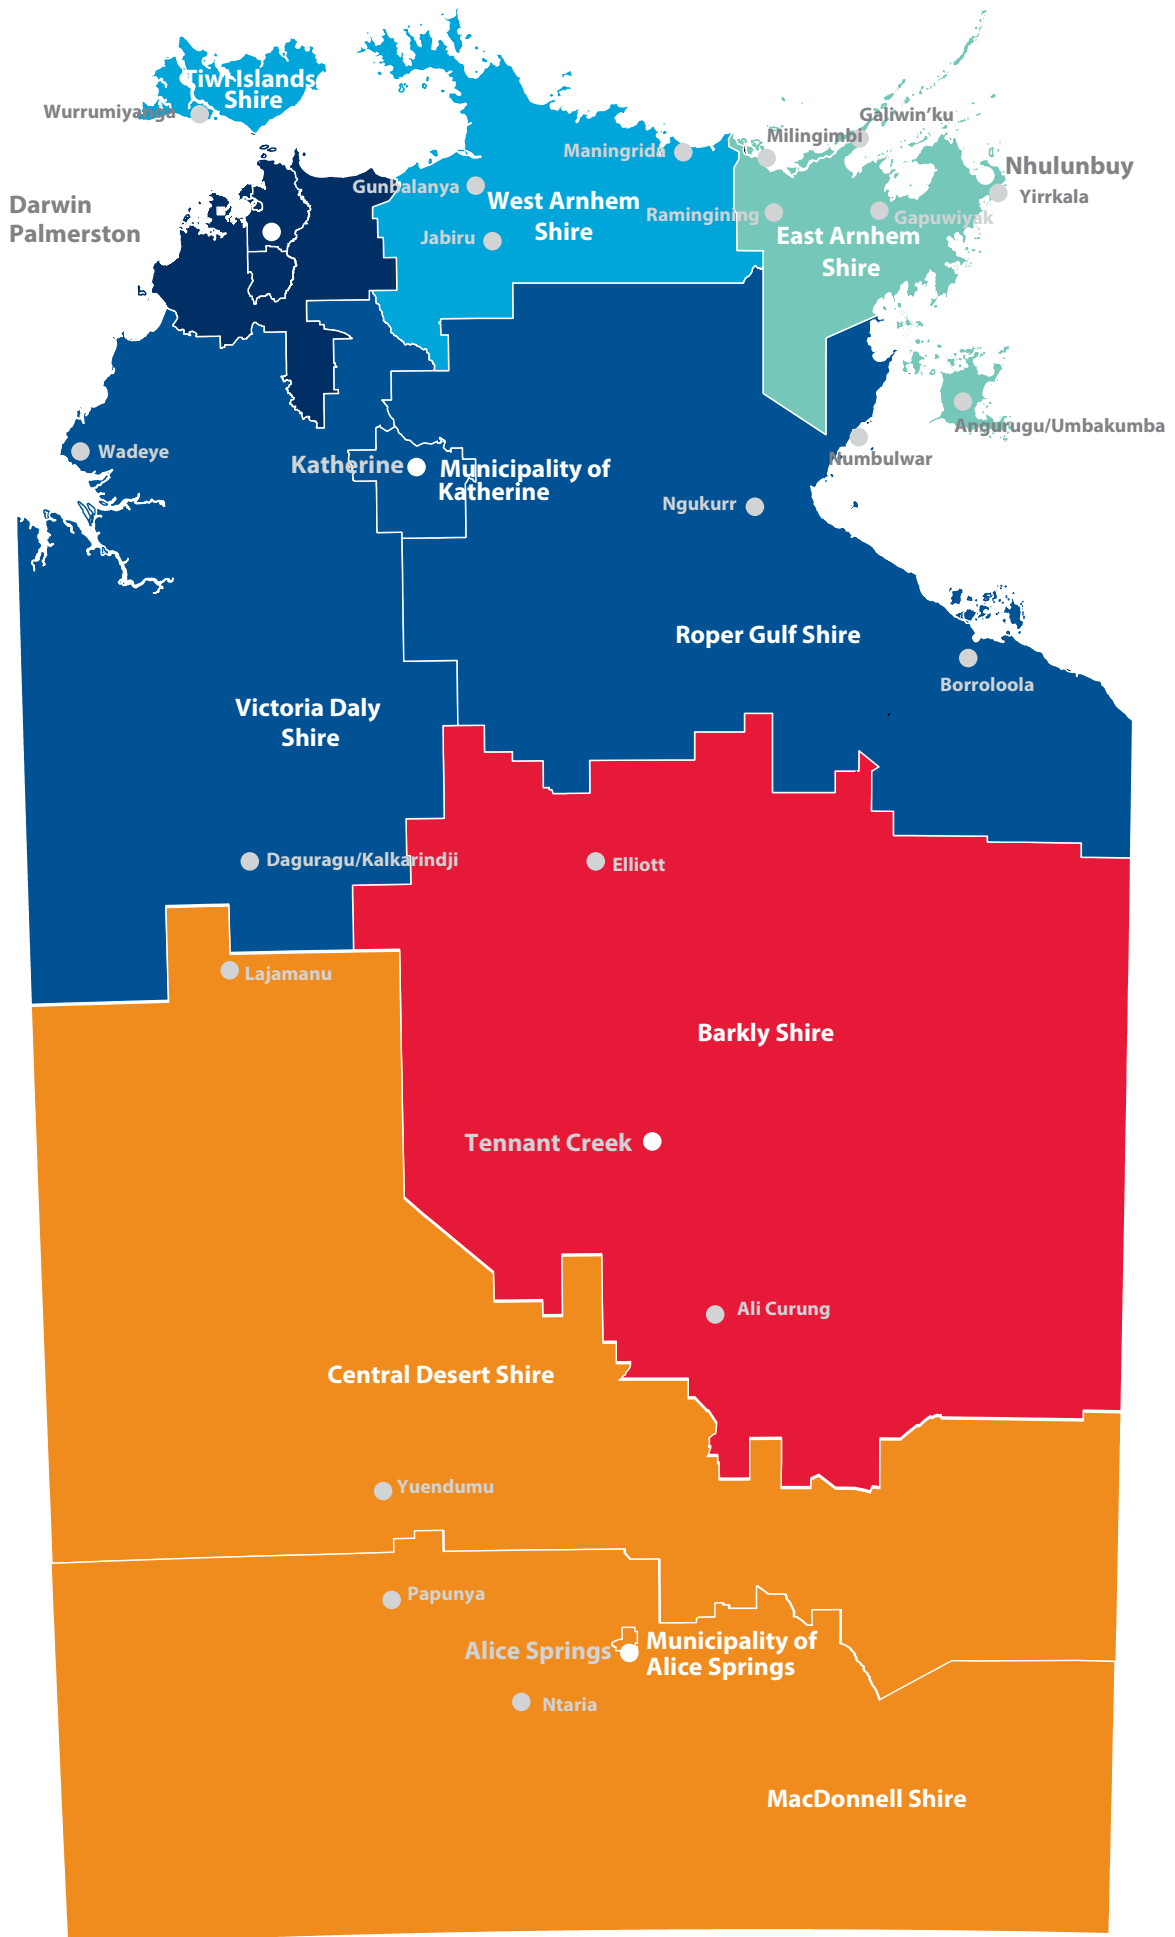 Tiwi Islands
Shire
Wurrumiyanga
Galiwin’ku
Milingimbi
Maningrida
Nhulunbuy
Yirrkala
Gunbalanya
West Arnhem
Shire
Ramingining
Gapuwiyak
Darwin
Palmerston
Jabiru
East Arnhem
Shire
Angurugu/Umbakumba
Wadeye
Numbulwar
Katherine
Municipality of
Katherine
Ngukurr
Roper Gulf Shire
Borroloola
Victoria Daly
Shire
Daguragu/Kalkarindji
Elliott
Lajamanu
Barkly Shire
Tennant Creek
Ali Curung
Central Desert Shire
Yuendumu
Papunya
Alice Springs
Municipality of
Alice Springs
Ntaria
MacDonnell Shire